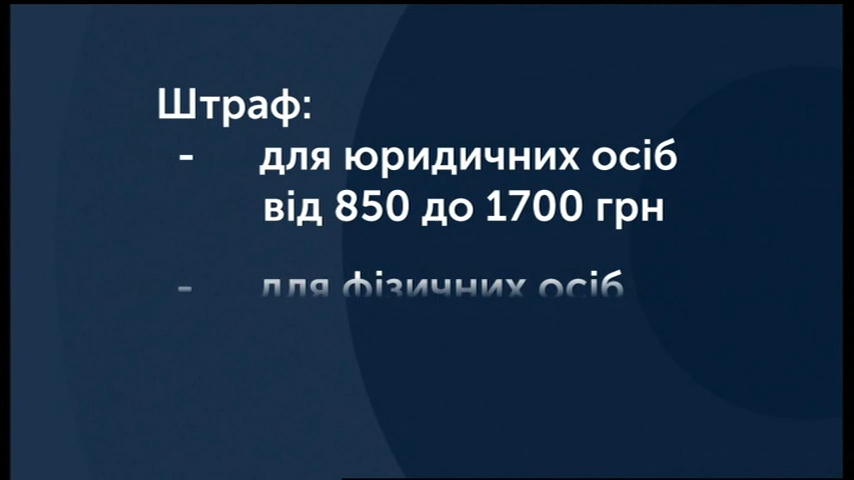 Штраф:
- для юридичних осіб
від 850 до 1700 грн
- для фізичних осіб